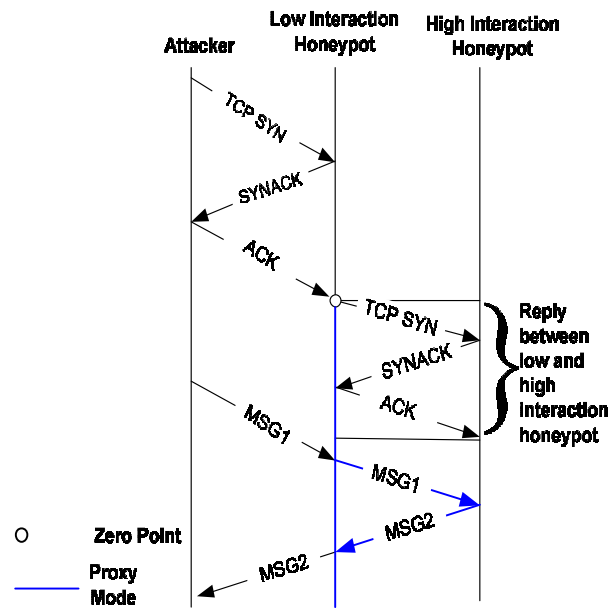 Attacker
Low Interaction
Honeypot
High Interaction
Honeypot
TCP SYN
SYNACK
ACK
TCP SYN
SYNACK
ACK
Reply
between
low and
high
Interaction
honeypot
MSG1
MSG1
MSG2
MSG2
Zero Point
Proxy
Mode